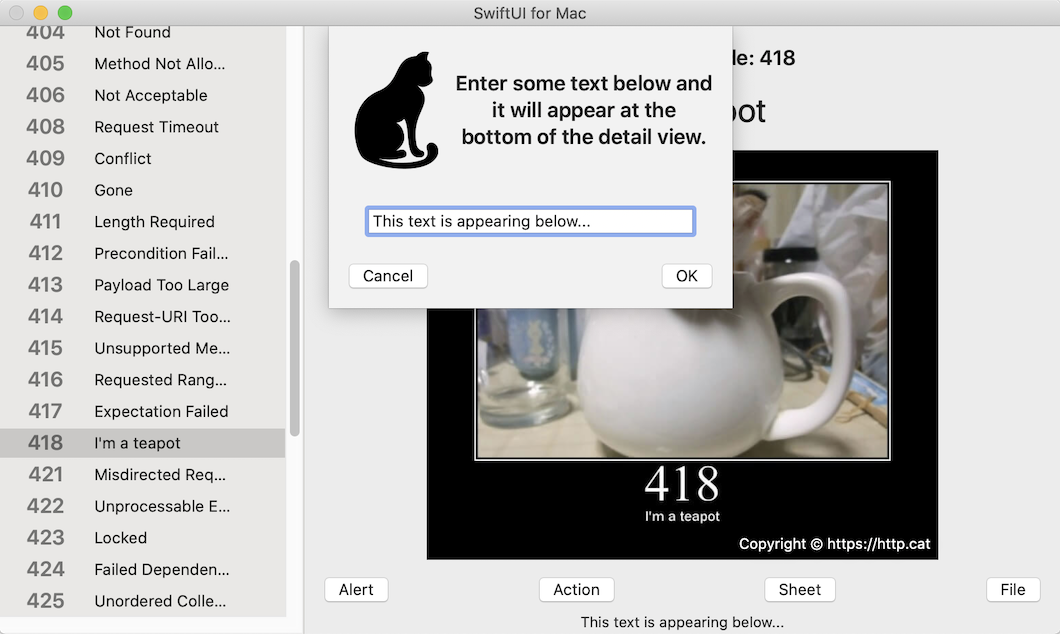 SwiftUI for Mac
404 Not Found
405 Method Not Allo...
406 Not Acceptable
408 Request Timeout
409 Conflict
410 Gone
411 Length Required
412 Precondition Fail...
413 Payload Too Large
414 Request-URI Too...
415 Unsupported Me...
416 Requested Rang...
417 Expectation Failed
418 I'm a teapot
421 Misdirected Req...
422 Unprocessable E...
423 Locked
424 Failed Dependen...
425 Unordered Colle...
Enter some text below and
it will appear at the
bottom of the detail view.
This text is appearing below...
Cancel OK
418
418
I'm a teapot
Copyright © https://http.cat
Alert Action Sheet File
This text is appearing below...